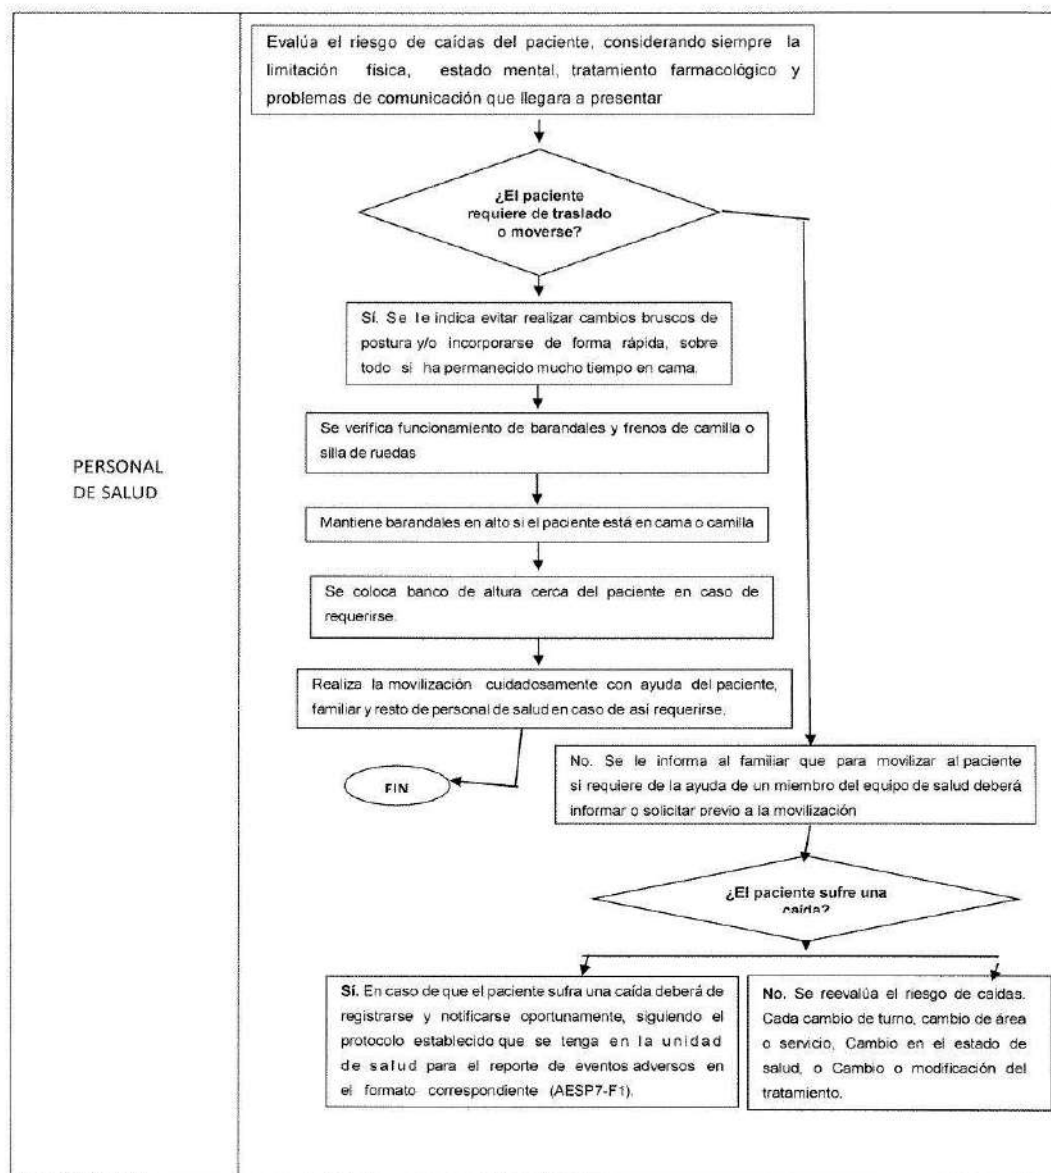 Evalúa el riesgo de caídas del paciente, considerando siempre la
limitación física, estado mental, tratamiento farmacológico y
problemas de comunicación que llegara a presentar
¿El paciente
requiere de traslado
o moverse?
Sí. Se le indica evitar realizar cambios bruscos de
postura y/o incorporarse de forma rápida, sobre
todo si ha permanecido mucho tiempo en cama.
Se verifica funcionamiento de barandales y frenos de camilla o
silla de ruedas
PERSONAL
DE SALUD
Mantiene barandales en alto si el paciente está en cama o camilla
Se coloca banco de altura cerca del paciente en caso de
requerirse.
Realiza la movilización cuidadosamente con ayuda del paciente,
familiar y resto de personal de salud en caso de así requerirse.
FIN
No. Se le informa al familiar que para movilizar al paciente
si requiere de la ayuda de un miembro del equipo de salud deberá
informar o solicitar previo a la movilización
¿El paciente sufre una
caída?
Sí. En caso de que el paciente sufra una caída deberá de
registrarse y notificarse oportunamente, siguiendo el
protocolo establecido que se tenga en la unidad
de salud para el reporte de eventos adversos en
el formato correspondiente (AESP7-F1).
No. Se reevalúa el riesgo de caidas.
Cada cambio de turno, cambio de área
o servicio, Cambio en el estado de
salud, o Cambio o modificación del
tratamiento.